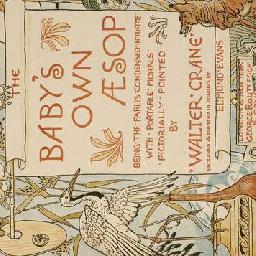 THE
BABY'S
OWN
ÆSOP
BEING THE FABLES CONDENSED IN RHYME
WITH PORTABLE MORALS
PICTORIALLY POINTED
BY
WALTER CRANE
EDMUND EVANS